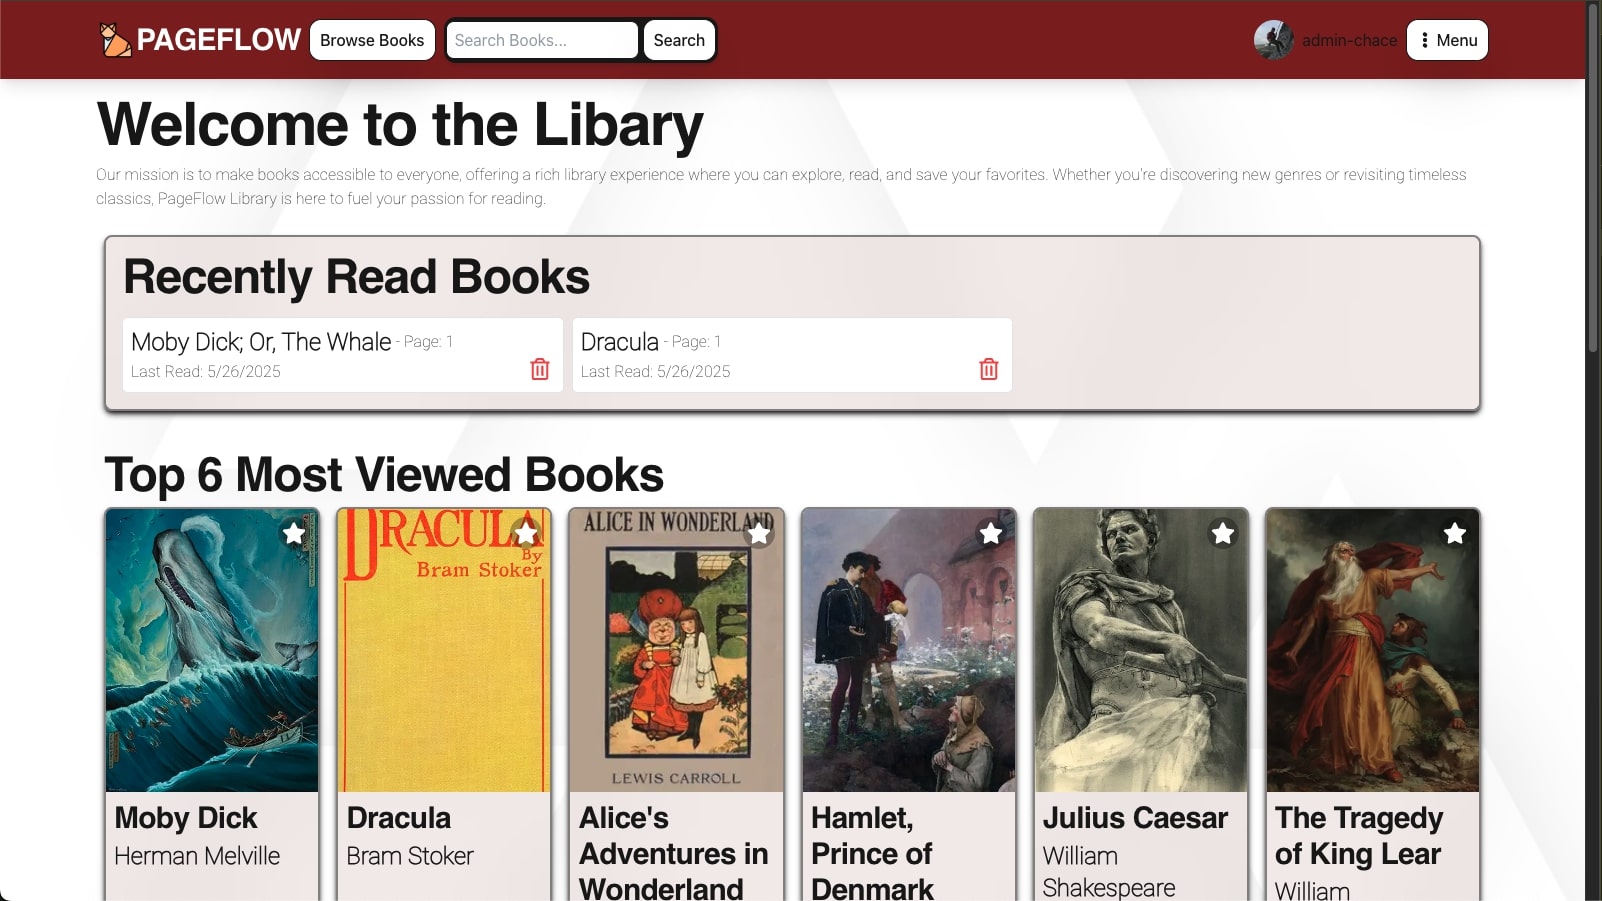 PAGEFLOW Browse Books Search Books... Search admin-chace Menu
Welcome to the Libary
Our mission is to make books accessible to everyone, offering a rich library experience where you can explore, read, and save your favorites. Whether you're discovering new genres or revisiting timeless
classics, PageFlow Library is here to fuel your passion for reading.
Recently Read Books
Moby Dick; Or, The Whale - Page: 1
Last Read: 5/26/2025
Dracula - Page: 1
Last Read: 5/26/2025
Top 6 Most Viewed Books
DRACULA
By
Bram Stoker
ALICE IN WONDERLAND
LEWIS CARROLL
Moby Dick
Herman Melville
Dracula
Bram Stoker
Alice's
Adventures in
Wonderland
Hamlet,
Prince of
Denmark
Julius Caesar
William
Shakespeare
The Tragedy
of King Lear
William